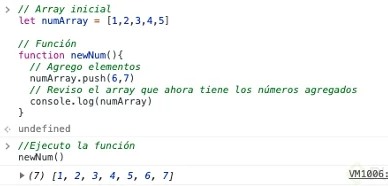 > // Array inicial
let numArray = [1,2,3,4,5]
// Función
function newNum(){
// Agrego elementos
numArray.push(6,7)
// Reviso el array que ahora tiene los números agregados
console.log(numArray)
}
undefined
> //Ejecuto la función
newNum()
(7) [1, 2, 3, 4, 5, 6, 7] VM1006: